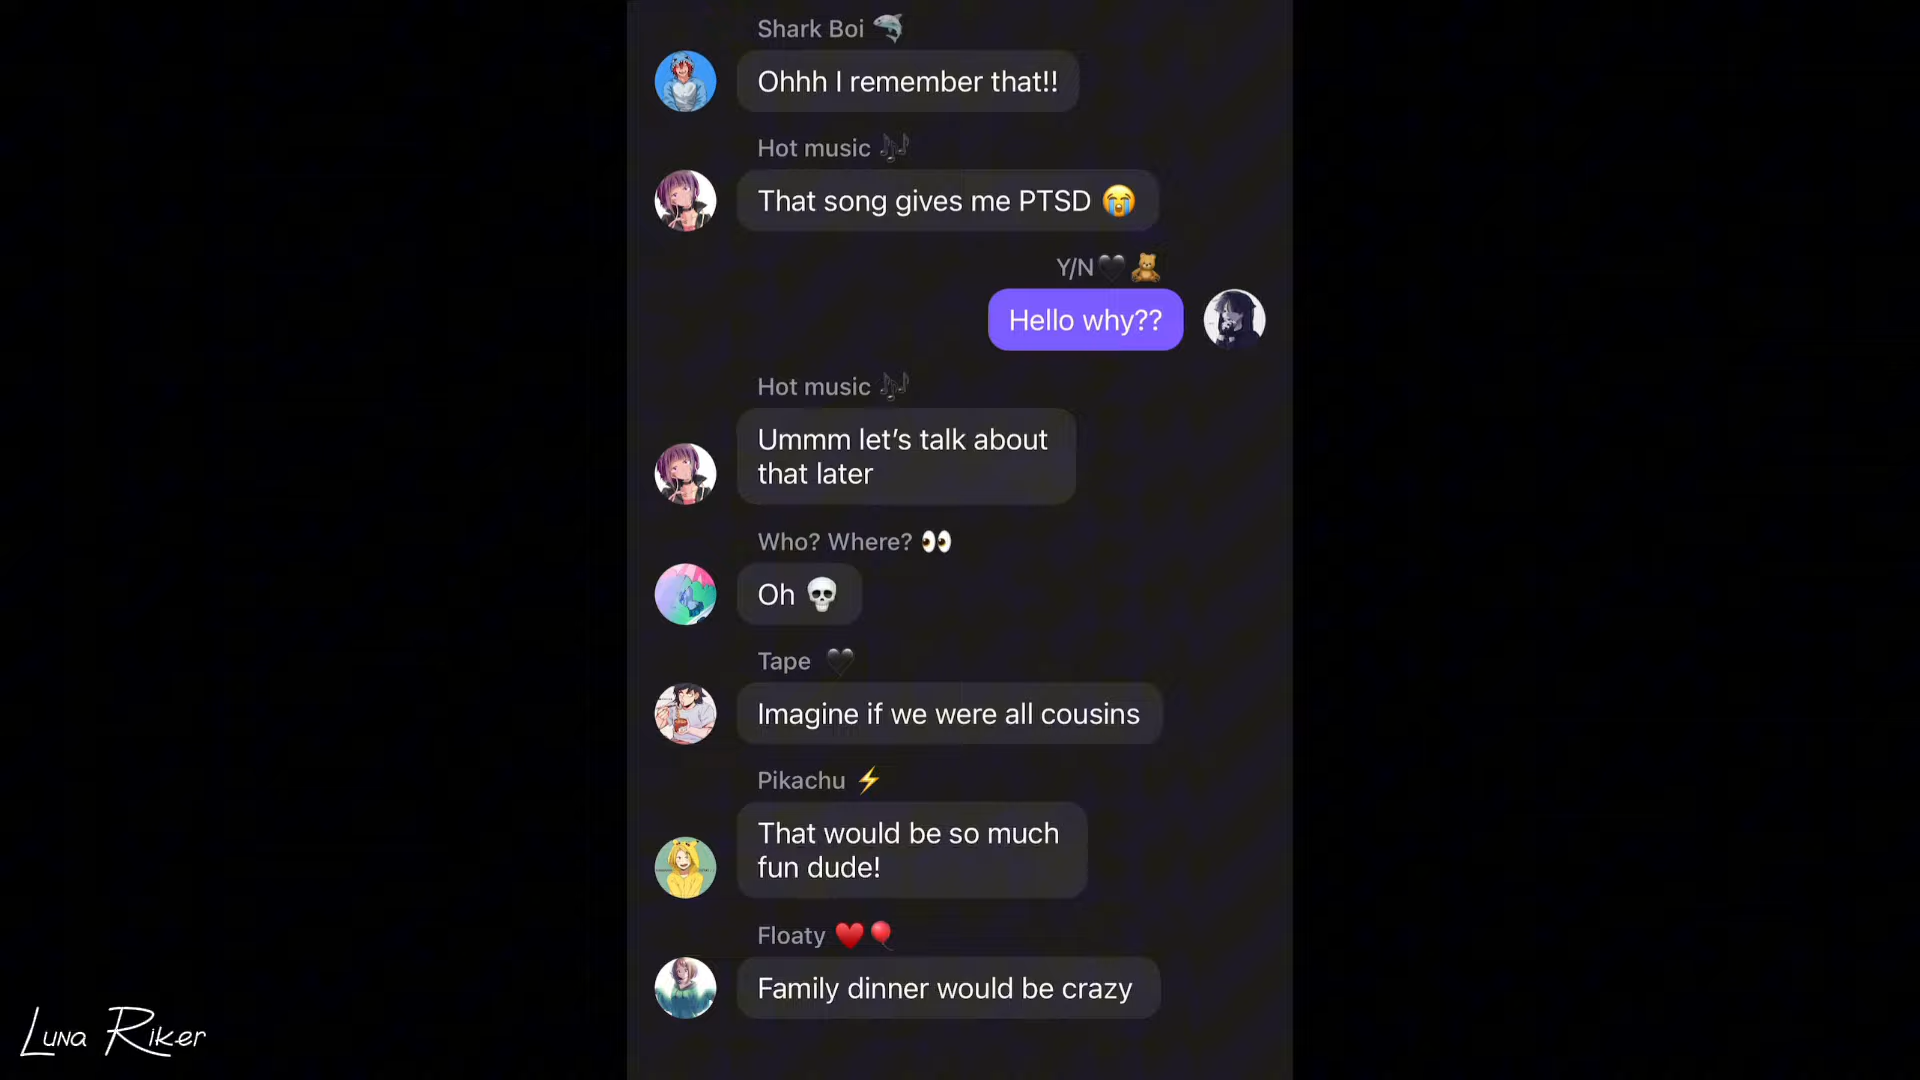 Shark Boi 🦈
Ohhh I remember that!!
Hot music 🎶
That song gives me PTSD 😭
Y/N🖤🧸
Hello why??
Hot music 🎶
Ummm let’s talk about
that later
Who? Where? 👀
Oh 💀
Tape 🖤
Imagine if we were all cousins
Pikachu ⚡
That would be so much
fun dude!
Floaty ❤️🎈
Family dinner would be crazy
Luna Riker